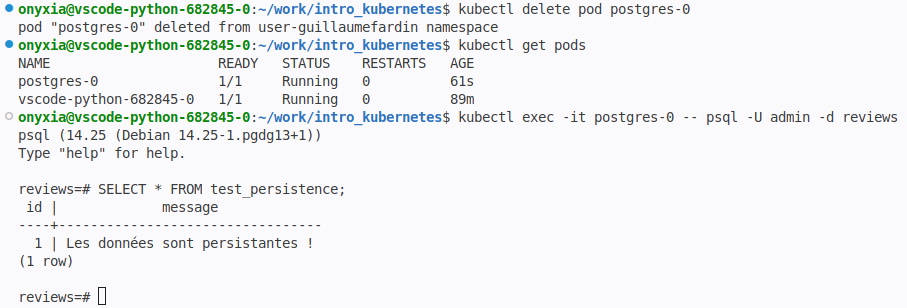 onyxia@vscode-python-682845-0:~/work/intro_kubernetes$ kubectl delete pod postgres-0
pod "postgres-0" deleted from user-guillaumefardin namespace
onyxia@vscode-python-682845-0:~/work/intro_kubernetes$ kubectl get pods
NAME                     READY   STATUS    RESTARTS   AGE
postgres-0               1/1     Running   0          61s
vscode-python-682845-0   1/1     Running   0          89m
onyxia@vscode-python-682845-0:~/work/intro_kubernetes$ kubectl exec -it postgres-0 -- psql -U admin -d reviews
psql (14.25 (Debian 14.25-1.pgdg13+1))
Type "help" for help.

reviews=# SELECT * FROM test_persistence;
 id |             message
----+---------------------------------
  1 | Les données sont persistantes !
(1 row)

reviews=#